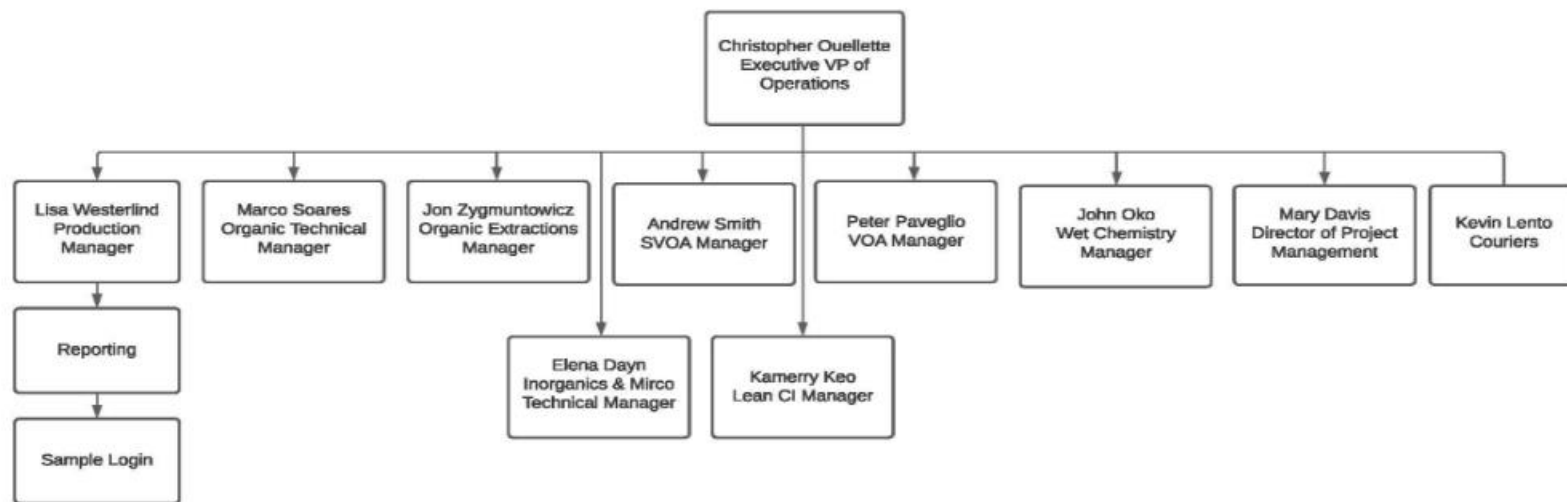 Christopher Ouellette
Executive VP of
Operations
Lisa Westerlind
Production
Manager
Marco Soares
Organic Technical
Manager
Jon Zygmuntowicz
Organic Extractions
Manager
Andrew Smith
SVOA Manager
Peter Paveglio
VOA Manager
John Oko
Wet Chemistry
Manager
Mary Davis
Director of Project
Management
Kevin Lento
Couriers
Reporting
Elena Dayn
Inorganics & Mirco
Technical Manager
Kamerry Keo
Lean CI Manager
Sample Login